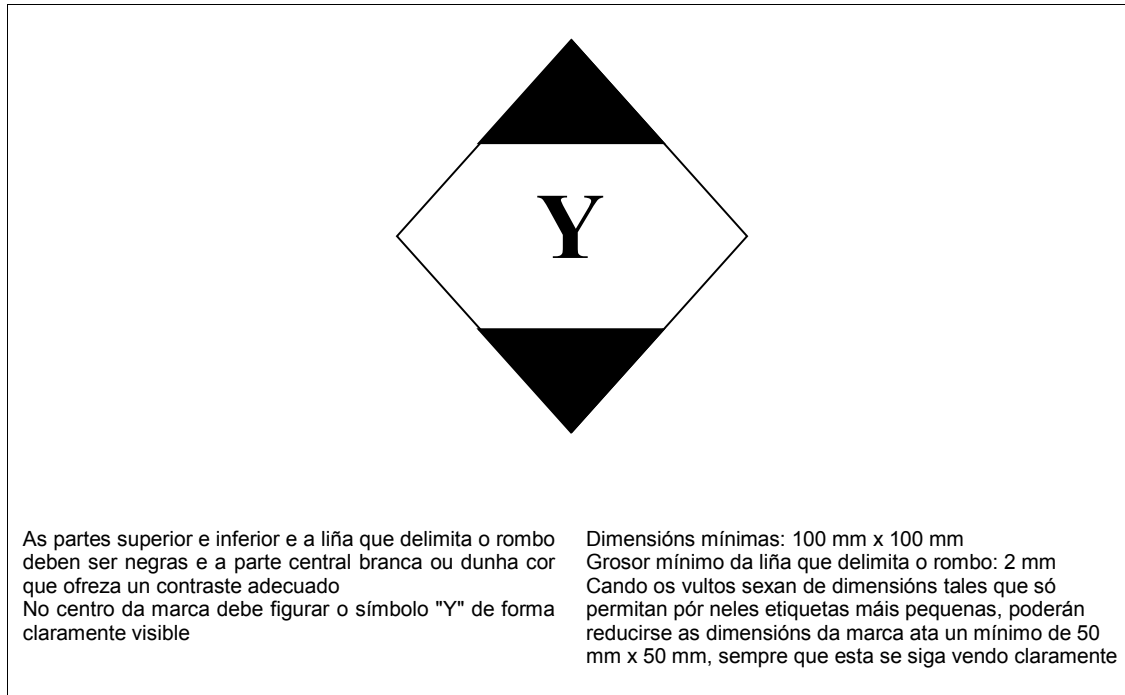 Y
As partes superior e inferior e a liña que delimita o rombo
deben ser negras e a parte central branca ou dunha cor
que ofreza un contraste adecuado
No centro da marca debe figurar o símbolo "Y" de forma
claramente visible
Dimensións mínimas: 100 mm x 100 mm
Grosor mínimo da liña que delimita o rombo: 2 mm
Cando os vultos sexan de dimensións tales que só
permitan pór neles etiquetas máis pequenas, poderán
reducirse as dimensións da marca ata un mínimo de 50
mm x 50 mm, sempre que esta se siga vendo claramente